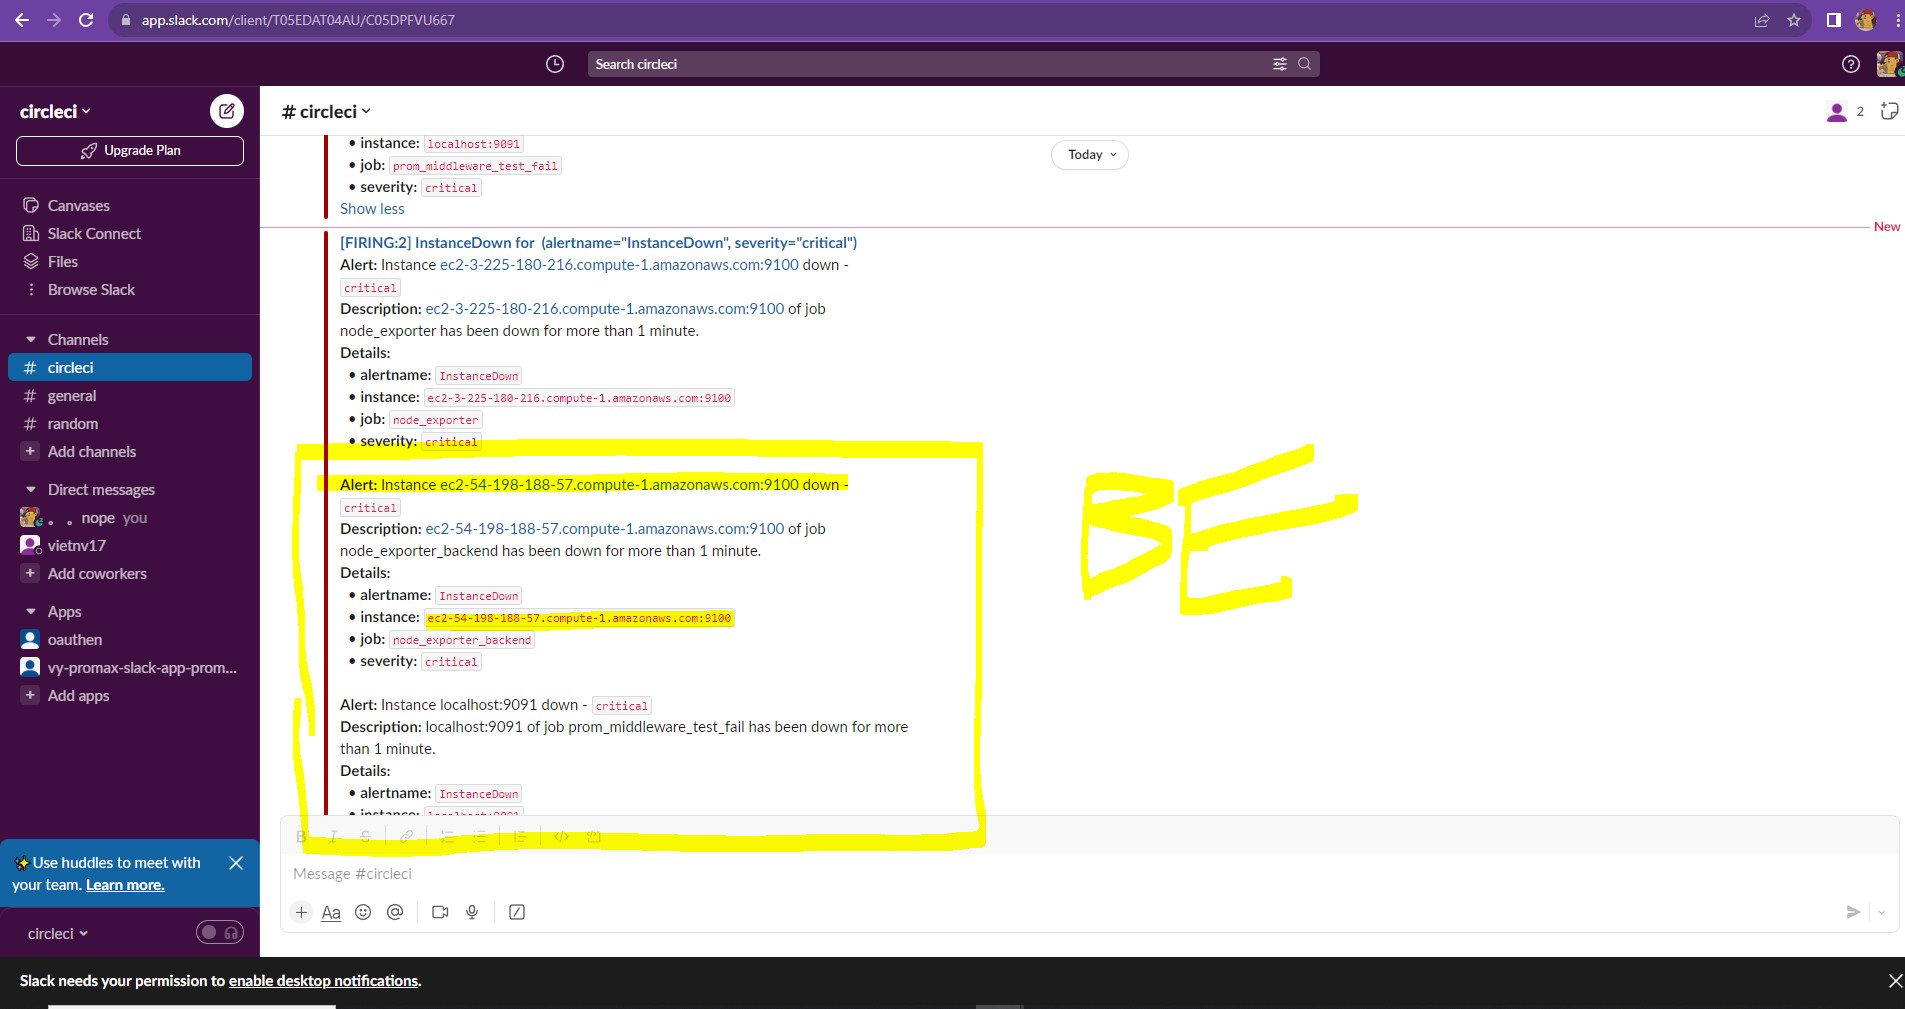 app.slack.com/client/T05EDAT04AU/C05DPFVU667
Search circleci
circleci
Upgrade Plan
Canvases
Slack Connect
Files
Browse Slack
Channels
# circleci
# general
# random
+ Add channels
Direct messages
nope you
vietnv17
+ Add coworkers
Apps
oauthen
vy-promax-slack-app-prom...
+ Add apps
✨Use huddles to meet with
your team. Learn more.
circleci
# circleci
2
Today
• instance: localhost:9091
• job: prom_middleware_test_fail
• severity: critical
Show less
New
[FIRING:2] InstanceDown for (alertname="InstanceDown", severity="critical")
Alert: Instance ec2-3-225-180-216.compute-1.amazonaws.com:9100 down -
critical
Description: ec2-3-225-180-216.compute-1.amazonaws.com:9100 of job
node_exporter has been down for more than 1 minute.
Details:
• alertname: InstanceDown
• instance: ec2-3-225-180-216.compute-1.amazonaws.com:9100
• job: node_exporter
• severity: critical
Alert: Instance ec2-54-198-188-57.compute-1.amazonaws.com:9100 down -
critical
Description: ec2-54-198-188-57.compute-1.amazonaws.com:9100 of job
node_exporter_backend has been down for more than 1 minute.
Details:
• alertname: InstanceDown
• instance: ec2-54-198-188-57.compute-1.amazonaws.com:9100
• job: node_exporter_backend
• severity: critical
BE
Alert: Instance localhost:9091 down - critical
Description: localhost:9091 of job prom_middleware_test_fail has been down for more
than 1 minute.
Details:
• alertname: InstanceDown
• instance: localhost:9091
B I S
Message #circleci
+ Aa
Slack needs your permission to enable desktop notifications.